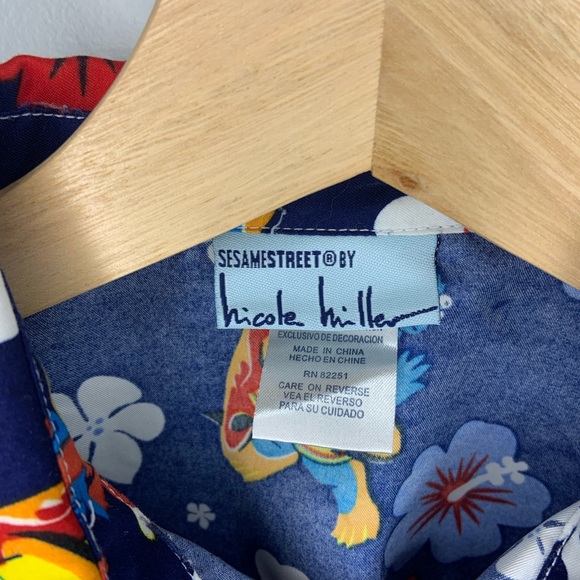 SESAMESTREET® BY
nicole miller
EXCLUSIVO DE DECORACION
MADE IN CHINA
HECHO EN CHINE
RN 82251
CARE ON REVERSE
VEA EL REVERSO
PARA SU CUIDADO